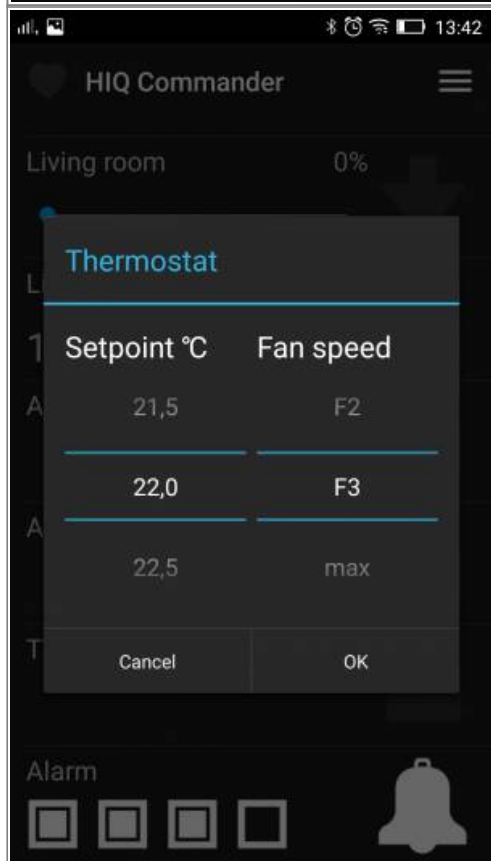 13:42
HIQ Commander
Living room 0%
L
Thermostat
1
Setpoint °C Fan speed
A
21,5 F2
22,0 F3
A
22,5 max
T
Cancel OK
Alarm